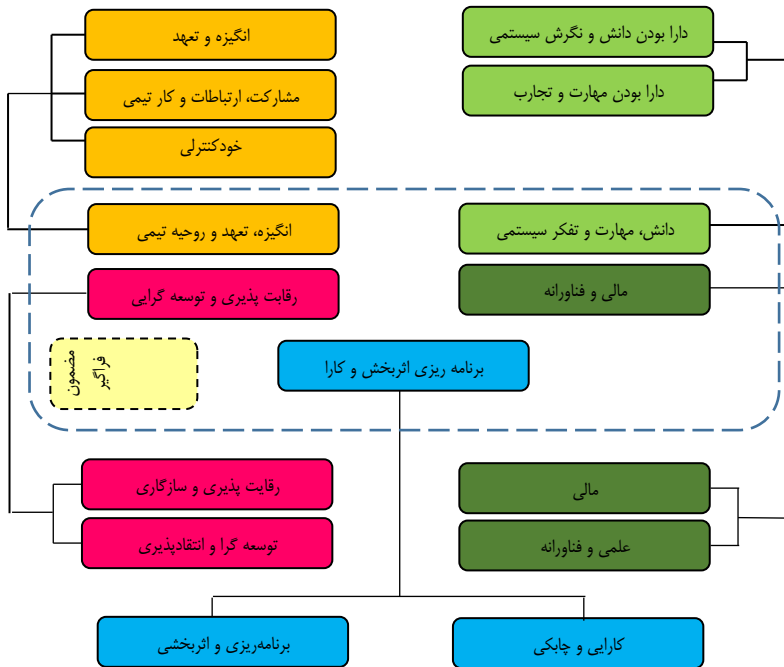 دارا بودن دانش و نگرش سیستمی
انگیزه و تعهد
دارا بودن مهارت و تجارب
مشارکت، ارتباطات و کار تیمی
خودکنترلی
دانش، مهارت و تفکر سیستمی
انگیزه، تعهد و روحیه تیمی
مالی و فناورانه
رقابت پذیری و توسعه گرایی
برنامه ریزی اثربخش و کارا
مضمون
فراگیر
مالی
رقایت پذیری و سازگاری
علمی و فناورانه
توسعه گرا و انتقادپذیری
کارایی و چابکی
برنامه‌ریزی و اثربخشی